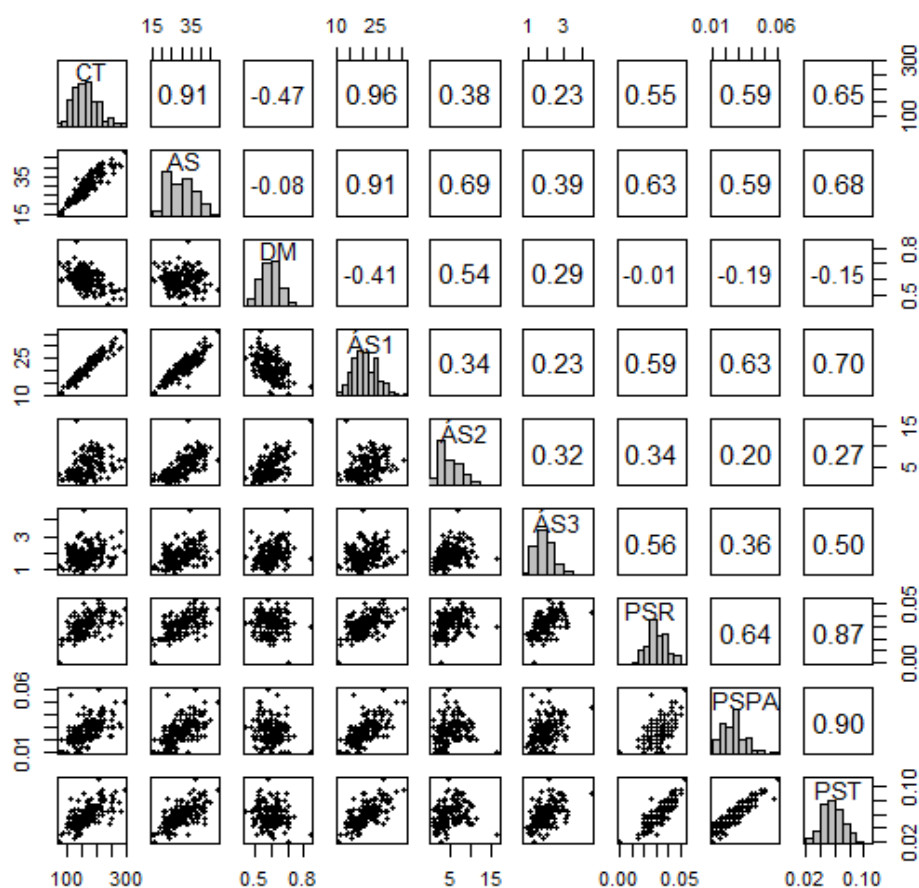 15 35 10 25 1 3 0.01 0.06
CT 0.91 -0.47 0.96 0.38 0.23 0.55 0.59 0.65 100 300
15 35 AS -0.08 0.91 0.69 0.39 0.63 0.59 0.68
DM -0.41 0.54 0.29 -0.01 -0.19 -0.15 0.5 0.8
10 25 ÁS1 0.34 0.23 0.59 0.63 0.70
ÁS2 0.32 0.34 0.20 0.27 5 15
1 3 ÁS3 0.56 0.36 0.50
PSR 0.64 0.87 0.00 0.05
0.01 0.06 PSPA 0.90
PST 0.02 0.10
100 300 0.5 0.8 5 15 0.00 0.05 0.02 0.10